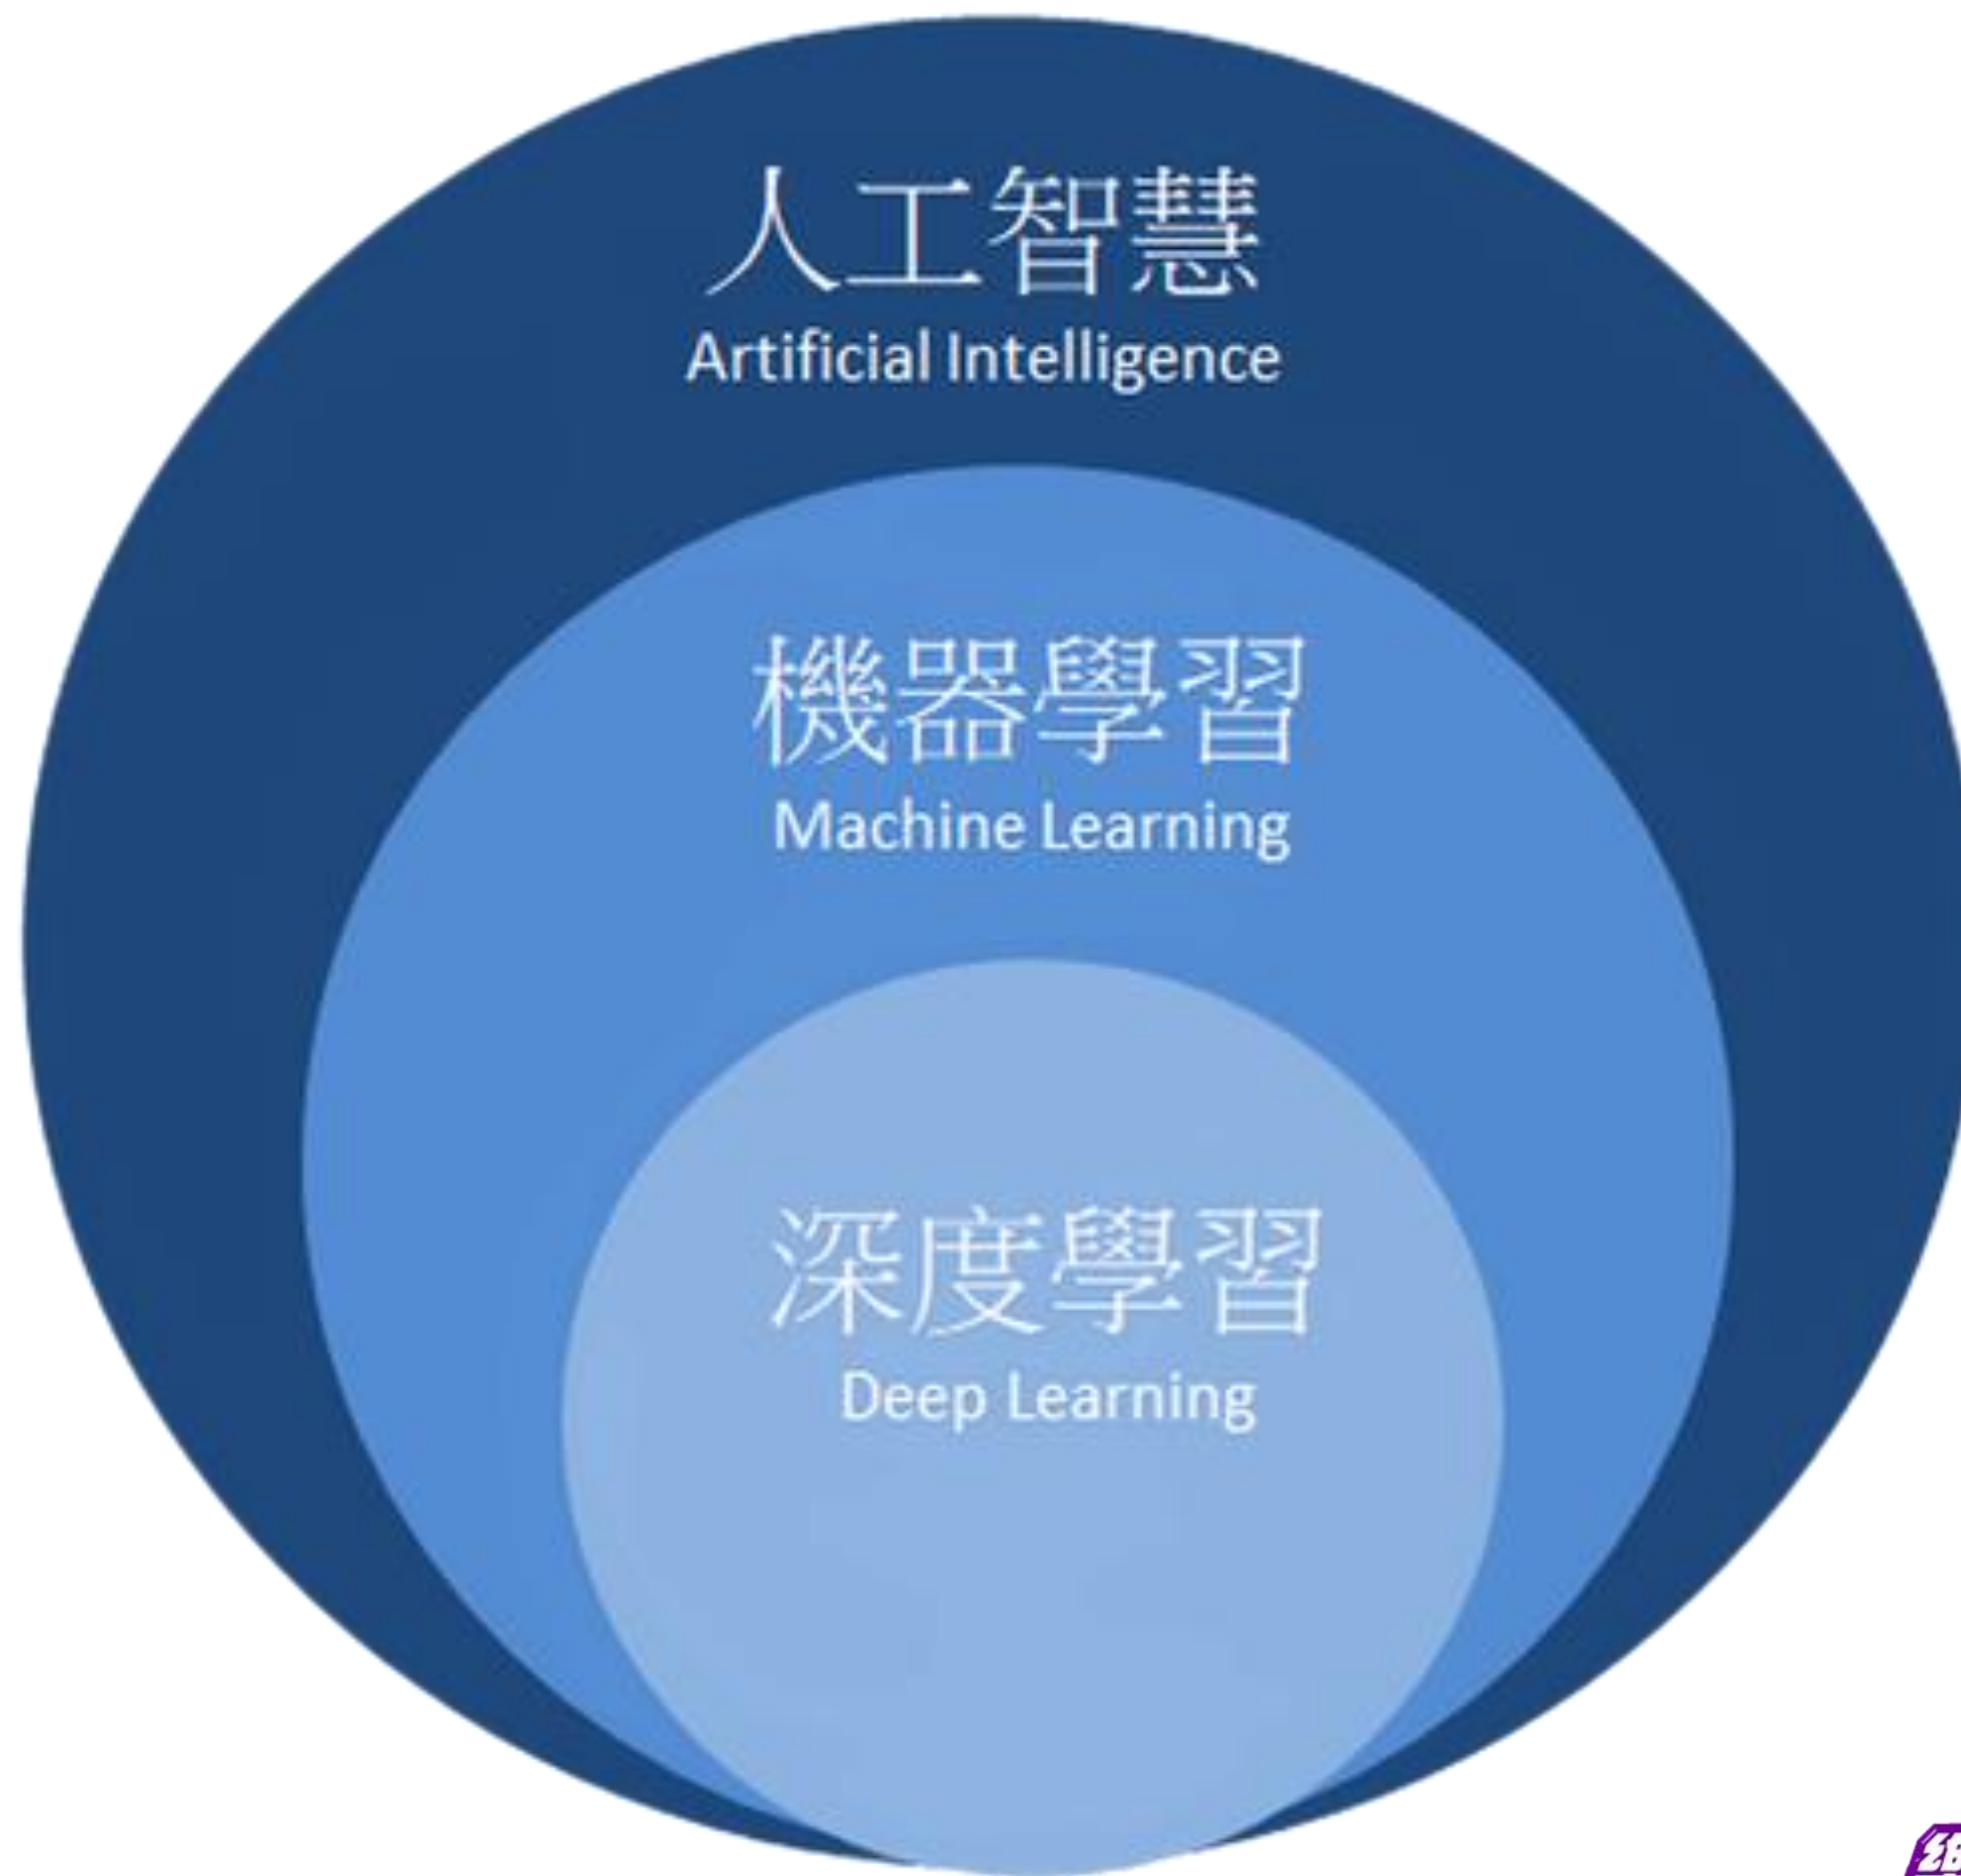 人工智慧
Artificial Intelligence
機器學習
Machine Learning
深度學習
Deep Learning